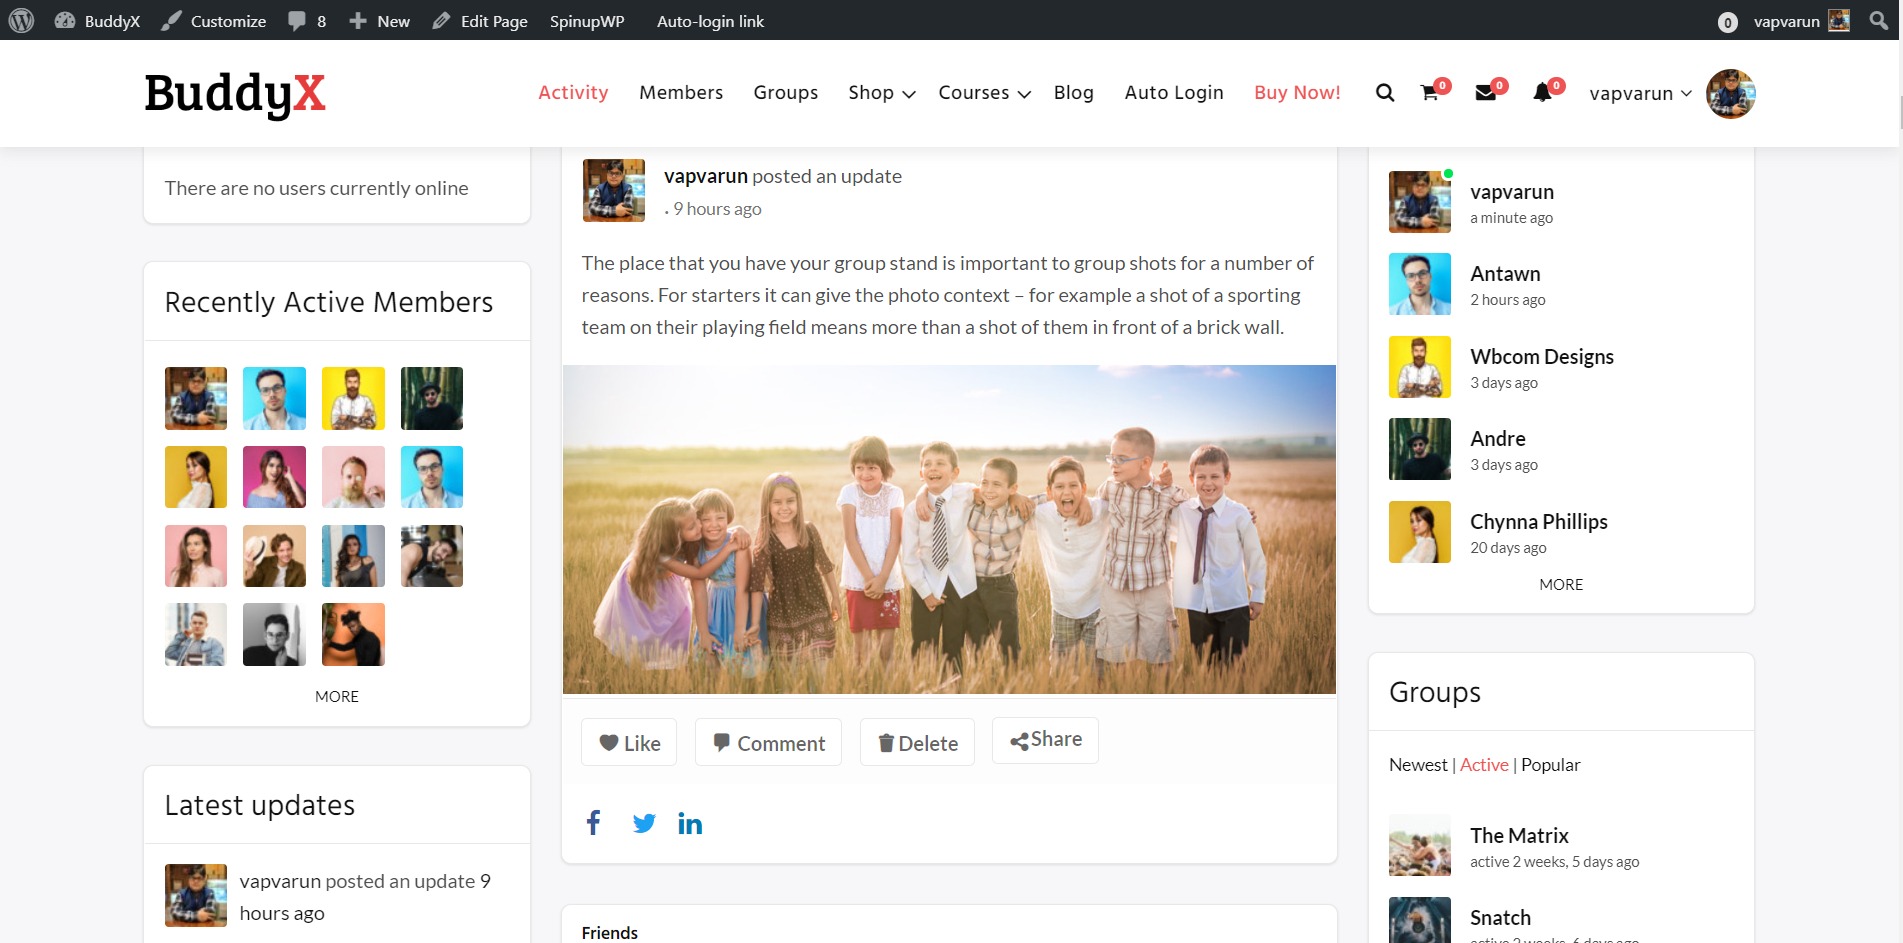 BuddyX
Customize
8
New
Edit Page
SpinupWP
Auto-login link
0
vapvarun
BuddyX
Activity
Members
Groups
Shop
Courses
Blog
Auto Login
Buy Now!
0
0
0
vapvarun
There are no users currently online
Recently Active Members
MORE
Latest updates
vapvarun posted an update 9
hours ago
vapvarun posted an update
. 9 hours ago
The place that you have your group stand is important to group shots for a number of
reasons. For starters it can give the photo context – for example a shot of a sporting
team on their playing field means more than a shot of them in front of a brick wall.
Like
Comment
Delete
Share
Friends
vapvarun
a minute ago
Antawn
2 hours ago
Wbcom Designs
3 days ago
Andre
3 days ago
Chynna Phillips
20 days ago
MORE
Groups
Newest | Active | Popular
The Matrix
active 2 weeks, 5 days ago
Snatch
active 2 weeks, 6 days ago